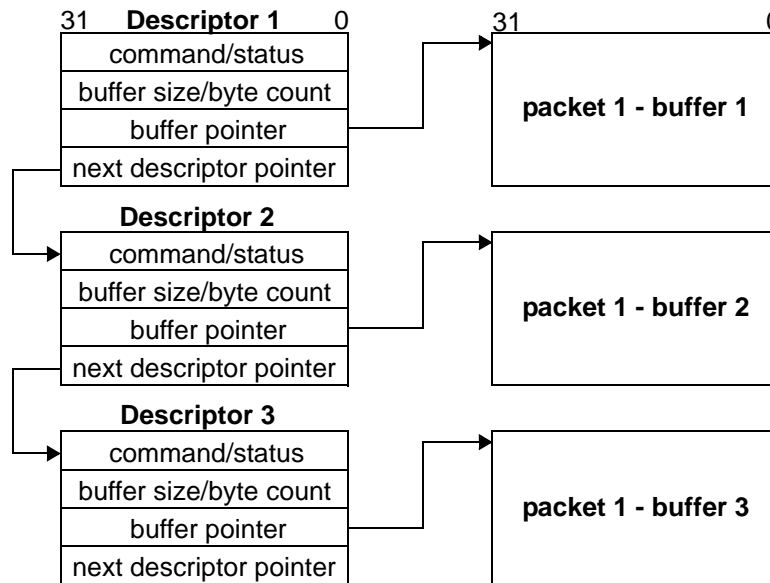 31 Descriptor 1 0
command/status
buffer size/byte count
buffer pointer
next descriptor pointer
31 0
packet 1 - buffer 1
Descriptor 2
command/status
buffer size/byte count
buffer pointer
next descriptor pointer
packet 1 - buffer 2
Descriptor 3
command/status
buffer size/byte count
buffer pointer
next descriptor pointer
packet 1 - buffer 3